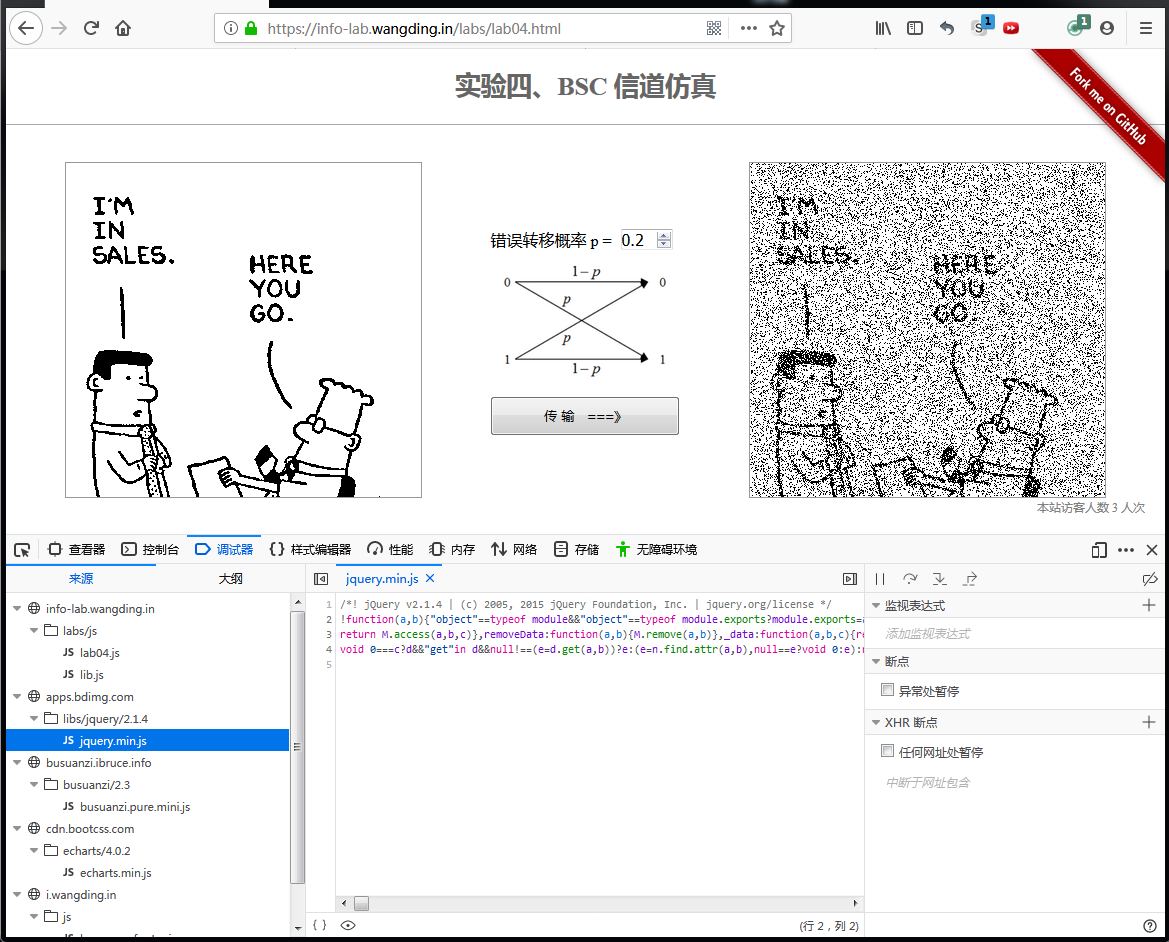 https://info-lab.wangding.in/labs/lab04.html
1
1
实验四、BSC 信道仿真
Fork me on GitHub
I'M
IN
SALES.
HERE
YOU
GO.
错误转移概率 p = 0.2
1−p
0
0
p
p
1
1
1−p
传 输 ===》
I'M
IN
SALES.
HERE
YOU
GO.
本站访客人数 3 人次
查看器
控制台
调试器
样式编辑器
性能
内存
网络
存储
无障碍环境
来源
大纲
info-lab.wangding.in
labs/js
JS lab04.js
JS lib.js
apps.bdimg.com
libs/jquery/2.1.4
JS jquery.min.js
busuanzi.ibruce.info
busuanzi/2.3
JS busuanzi.pure.mini.js
cdn.bootcss.com
echarts/4.0.2
JS echarts.min.js
i.wangding.in
js
jquery.min.js
1 /*! jQuery v2.1.4 | (c) 2005, 2015 jQuery Foundation, Inc. | jquery.org/license */
2 !function(a,b){"object"==typeof module&&"object"==typeof module.exports?module.exports=
3 return M.access(a,b,c)},removeData:function(a,b){M.remove(a,b)},_data:function(a,b,c){re
4 void 0===c?d&&"get"in d&&null!==(e=d.get(a,b))?e:(e=n.find.attr(a,b),null==e?void 0:e):
5
{ }
(行 2，列 2)
监视表达式
添加监视表达式
断点
异常处暂停
XHR 断点
任何网址处暂停
中断于网址包含